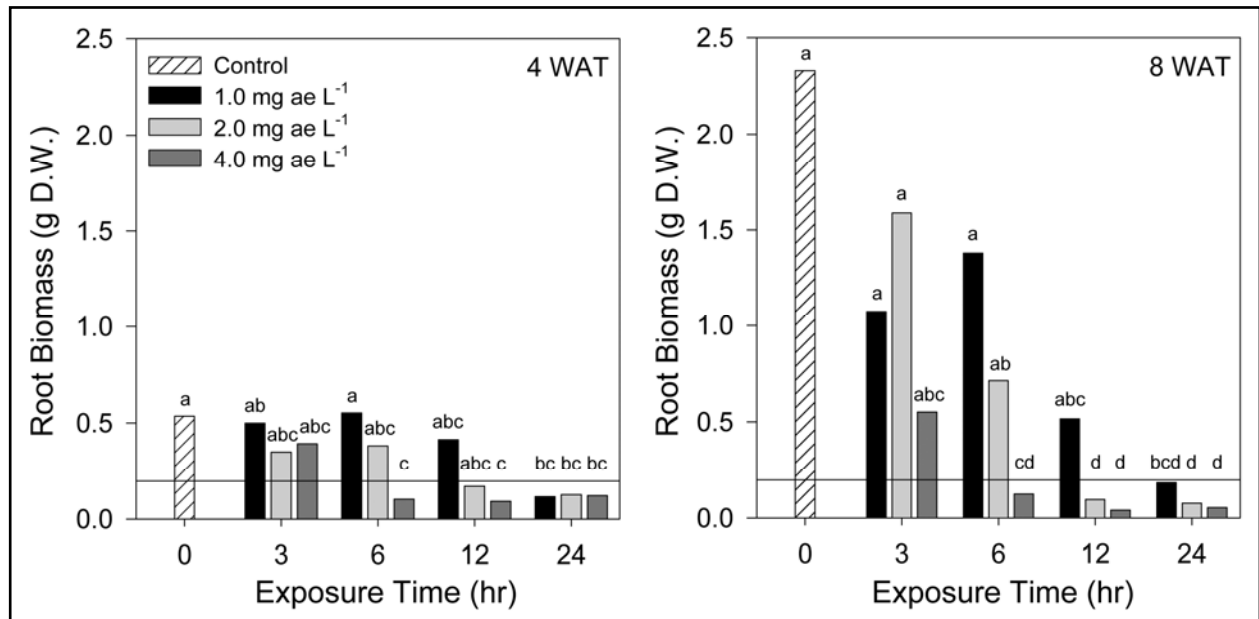 2.5
2.0
1.5
1.0
0.5
0.0
Root Biomass (g D.W.)
Control
1.0 mg ae L-1
2.0 mg ae L-1
4.0 mg ae L-1
4 WAT
a
ab
abc
abc
a
abc
c
abc
abc c
bc bc bc
0 3 6 12 24
Exposure Time (hr)
2.5
2.0
1.5
1.0
0.5
0.0
Root Biomass (g D.W.)
8 WAT
a
a
a
abc
a
ab
cd
abc
d d
bcd d d
0 3 6 12 24
Exposure Time (hr)